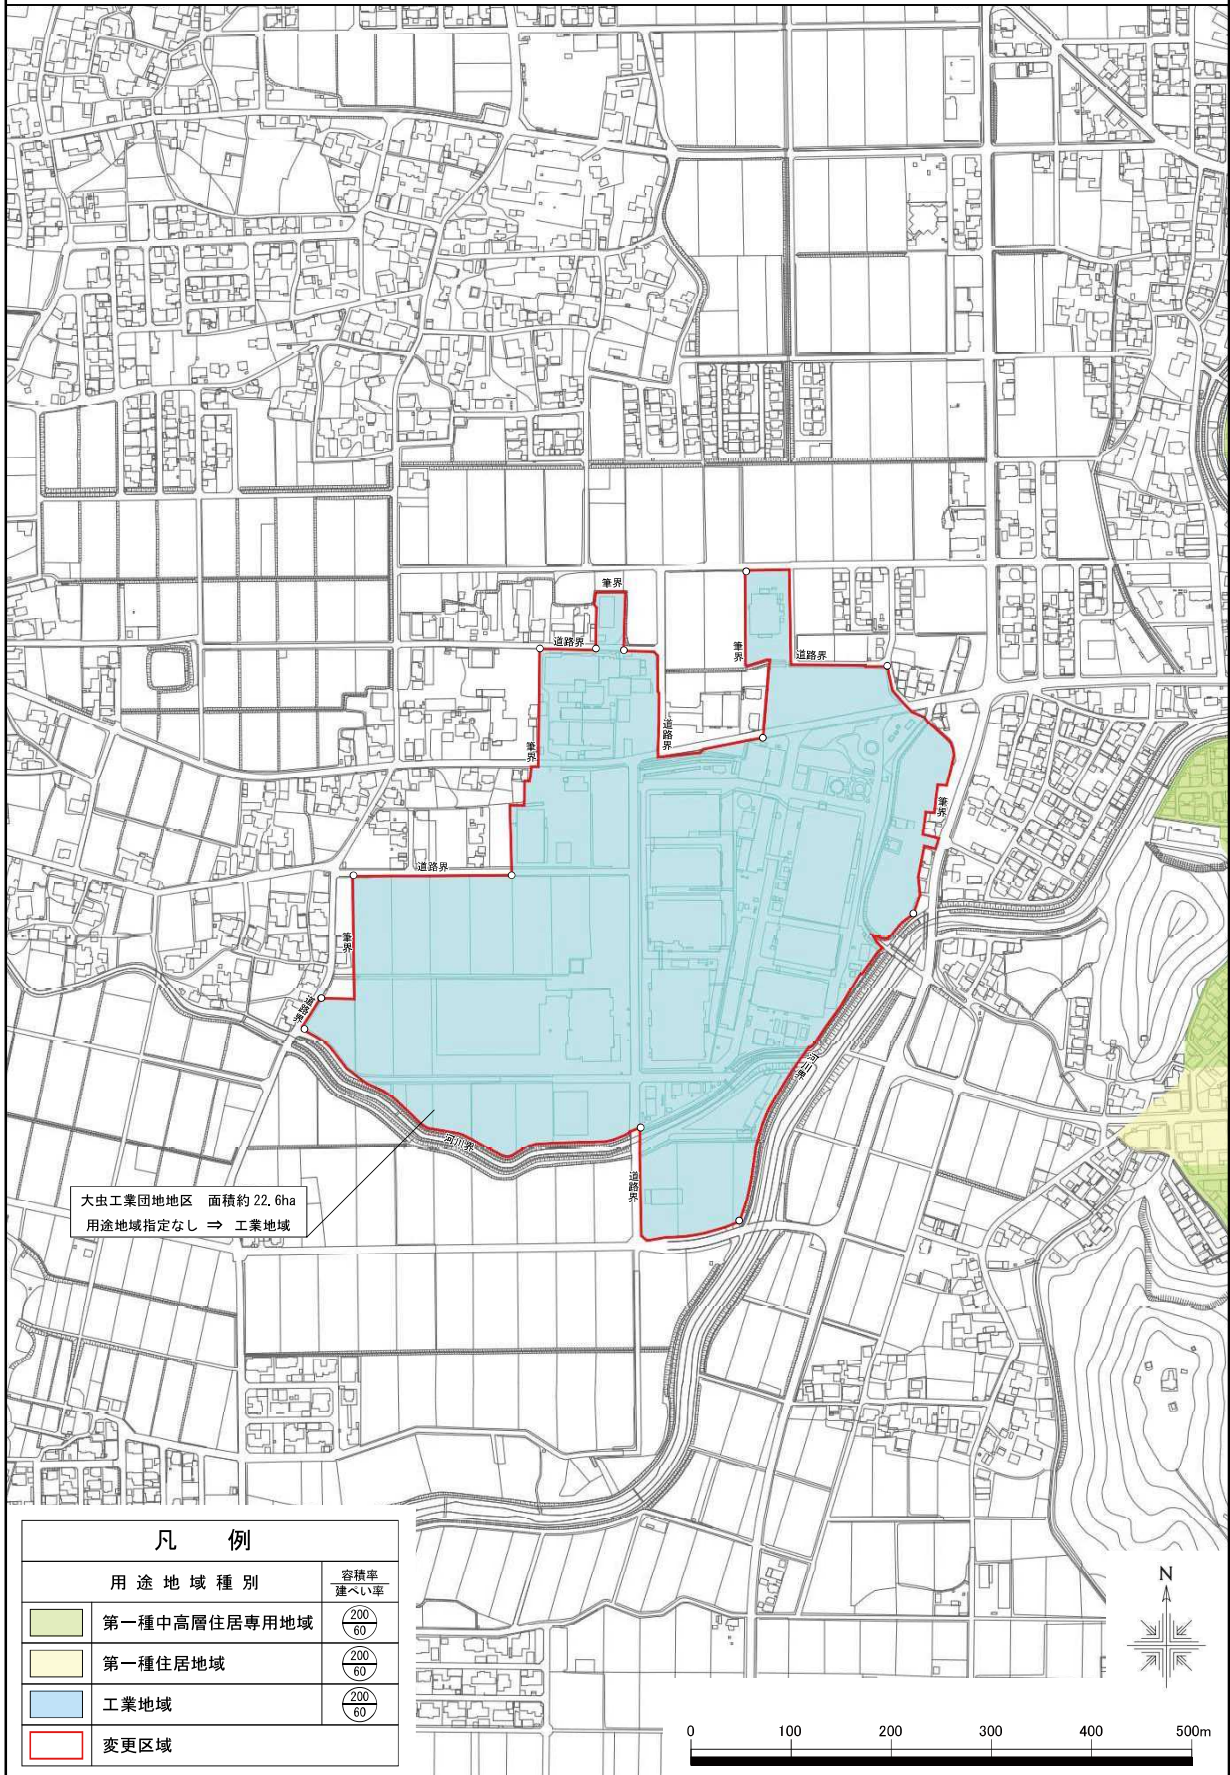 筆界
道路界
筆界
道路界
道路界
筆界
筆界
道路界
筆界
道路界
河川界
河川界
道路界
大虫工業団地地区 面積約22.6ha
用途地域指定なし ⇒ 工業地域
凡 例
用途地域種別 容積率
建ぺい率
第一種中高層住居専用地域 200
60
第一種住居地域 200
60
工業地域 200
60
変更区域
N
0 100 200 300 400 500m